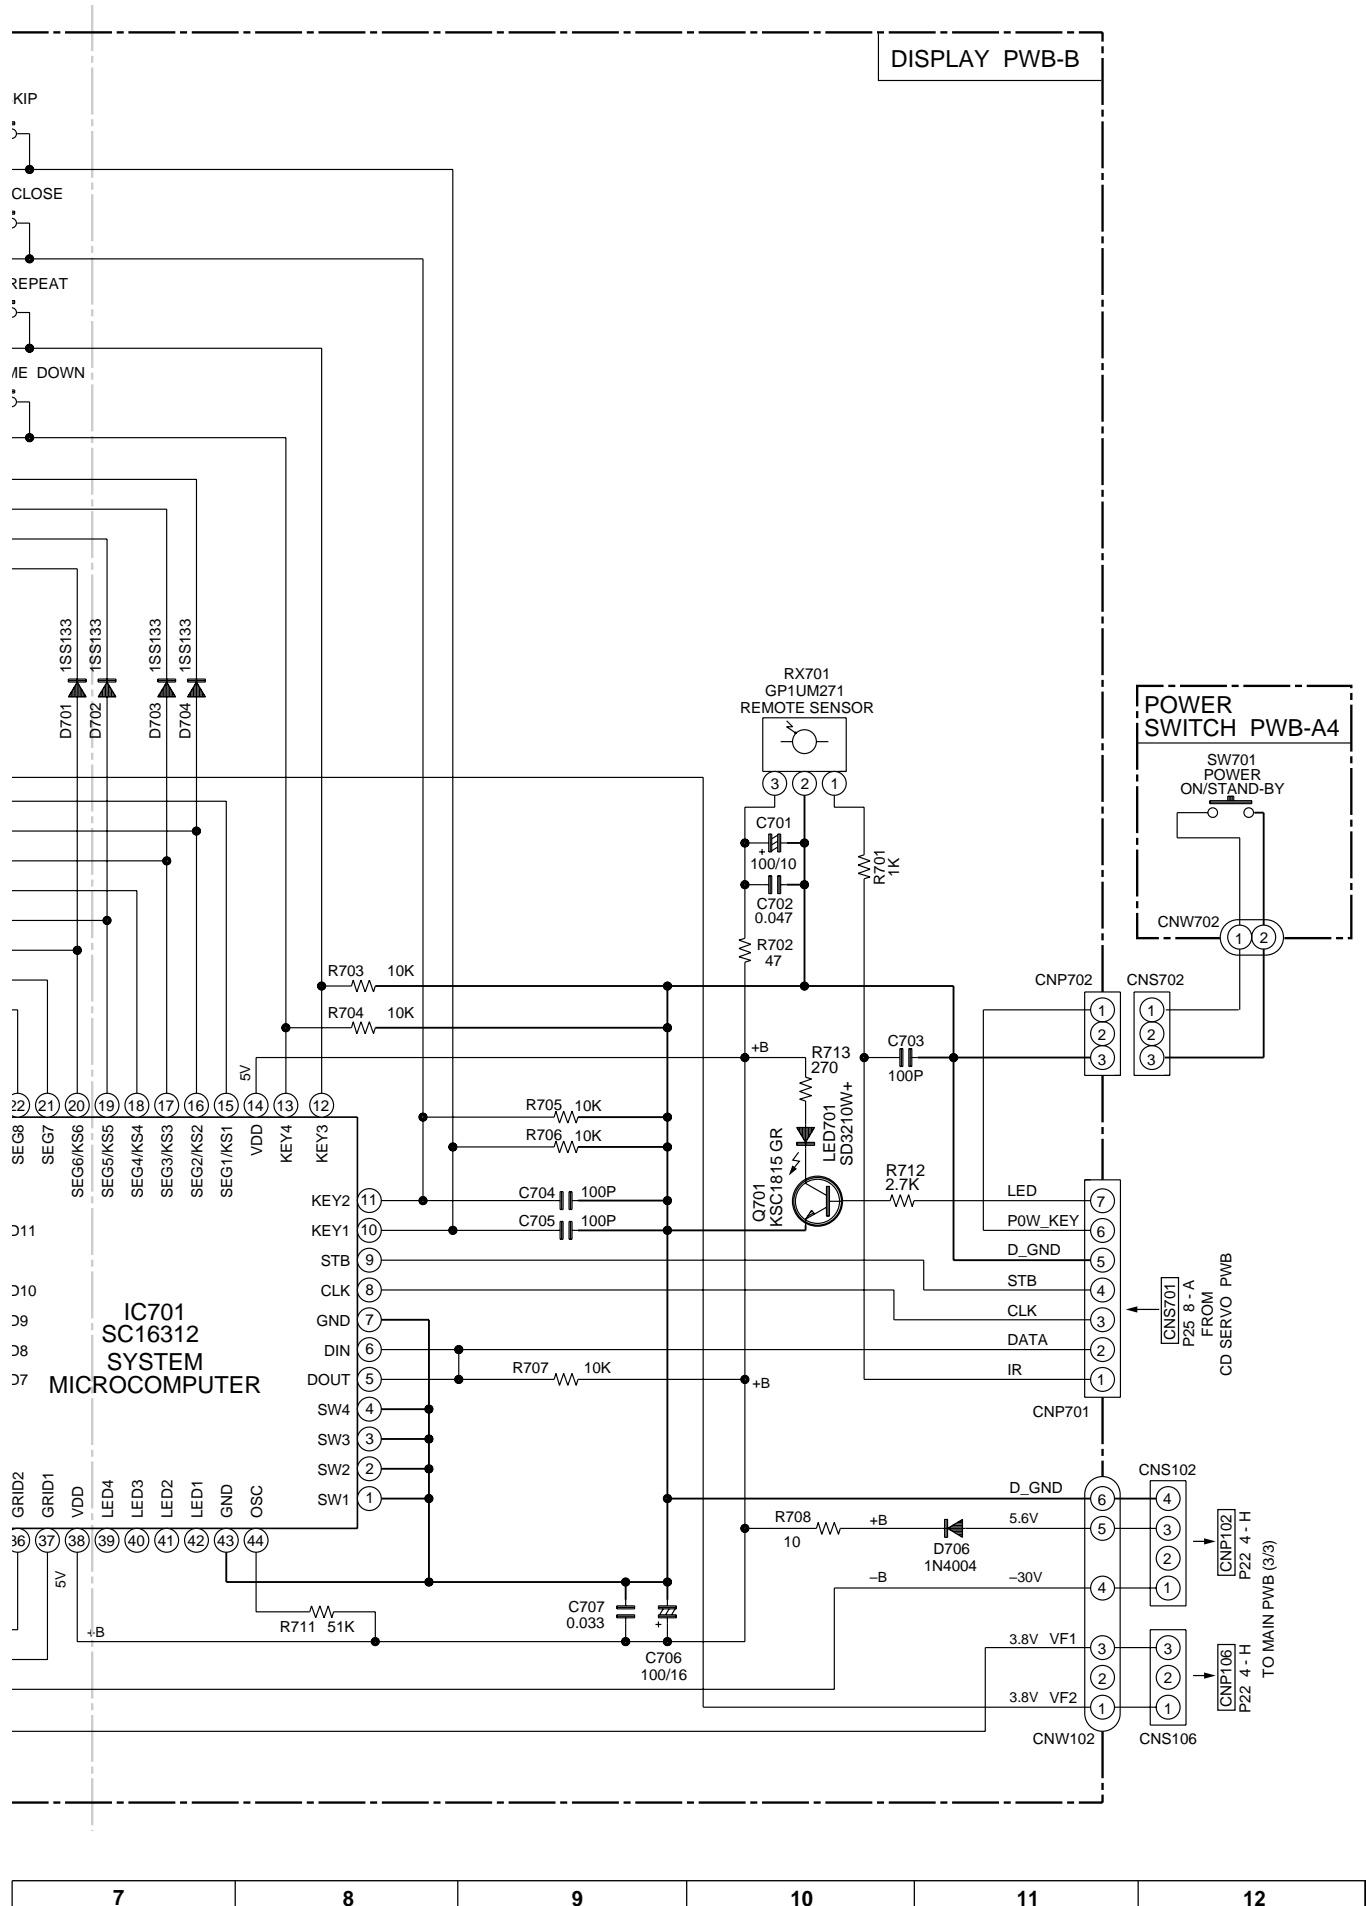 DISPLAY PWB-B
KIP
CLOSE
REPEAT
ME DOWN
D701 1SS133
D702 1SS133
D703 1SS133
D704 1SS133
RX701
GP1UM271
REMOTE SENSOR
3 2 1
C701
+
100/10
C702
0.047
R702
47
R701
1K
POWER
SWITCH PWB-A4
SW701
POWER
ON/STAND-BY
CNW702
1 2
CNP702
1
2
3
CNS702
1
2
3
R703 10K
R704 10K
+B
R713
270
C703
100P
5V
22 21 20 19 18 17 16 15 14 13 12
SEG8
SEG7
SEG6/KS6
SEG5/KS5
SEG4/KS4
SEG3/KS3
SEG2/KS2
SEG1/KS1
VDD
KEY4
KEY3
R705 10K
R706 10K
LED701
SD3210W+
Q701
KSC1815 GR
R712
2.7K
C704 100P
C705 100P
KEY2 11
KEY1 10
STB 9
CLK 8
GND 7
DIN 6
DOUT 5
SW4 4
SW3 3
SW2 2
SW1 1
D11
D10
D9
D8
D7
IC701
SC16312
SYSTEM
MICROCOMPUTER
R707 10K
+B
LED 7
P0W_KEY 6
D_GND 5
STB 4
CLK 3
DATA 2
IR 1
CNP701
CNS701
P25 8 - A
FROM
CD SERVO PWB
GRID2
GRID1
VDD
LED4
LED3
LED2
LED1
GND
OSC
36 37 38 39 40 41 42 43 44
5V
+B
R711 51K
C707
0.033
+
C706
100/16
R708
10
+B
D706
1N4004
–B
D_GND 6
5.6V 5
–30V 4
3.8V VF1 3
2
3.8V VF2 1
CNW102
CNS102
4
3
2
1
CNP102
P22 4 - H
3
2
1
CNS106
CNP106
P22 4 - H
TO MAIN PWB (3/3)
7 8 9 10 11 12